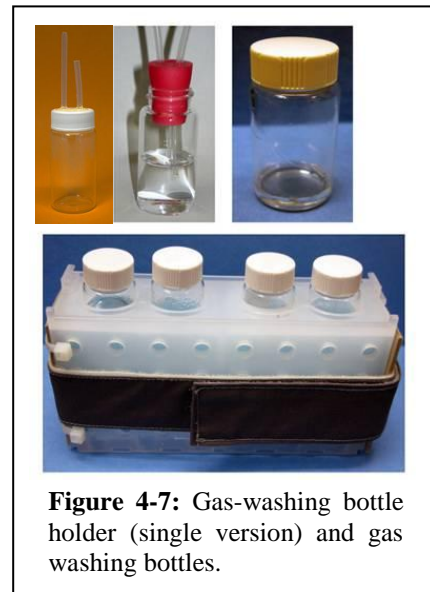 Figure 4-7: Gas-washing bottle
holder (single version) and gas
washing bottles.